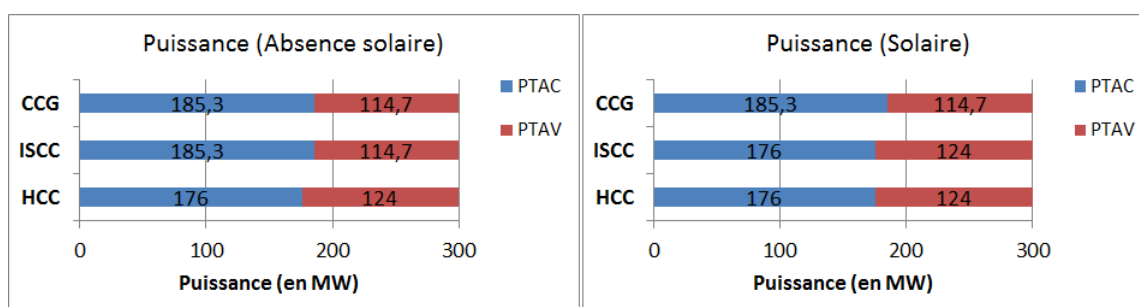 Puissance (Absence solaire)
CCG 185,3 114,7
ISCC 185,3 114,7
HCC 176 124
0 100 200 300
Puissance (en MW)
PTAC
PTAV
Puissance (Solaire)
CCG 185,3 114,7
ISCC 176 124
HCC 176 124
0 100 200 300
Puissance (en MW)
PTAC
PTAV